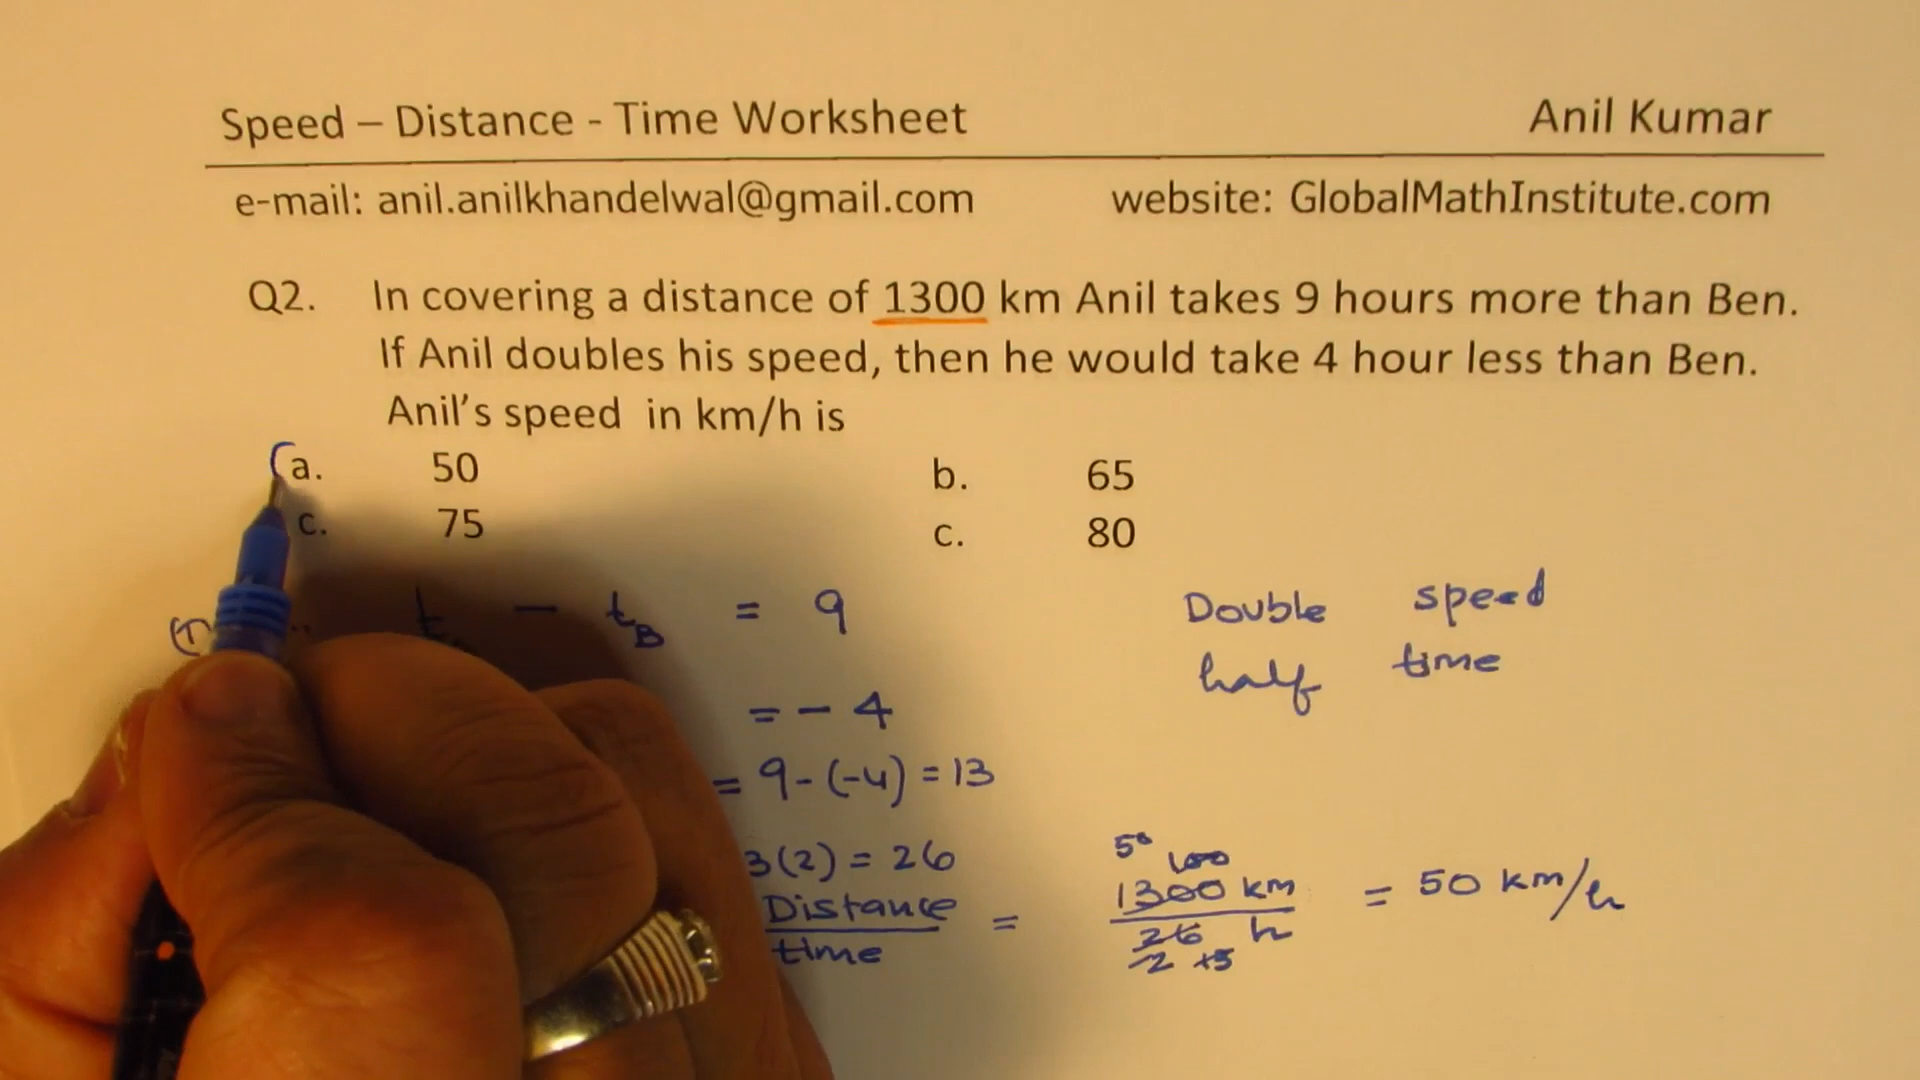 Speed – Distance - Time Worksheet Anil Kumar
e-mail: anil.anilkhandelwal@gmail.com website: GlobalMathInstitute.com
Q2. In covering a distance of 1300 km Anil takes 9 hours more than Ben.
If Anil doubles his speed, then he would take 4 hour less than Ben.
Anil's speed in km/h is
a. 50 b. 65
c. 75 c. 80
t - tB = 9 Double speed
half time
= - 4
= 9-(-4) = 13
3(2) = 26
50 100
Distance = 1300 km = 50 km/h
time 26 h
2